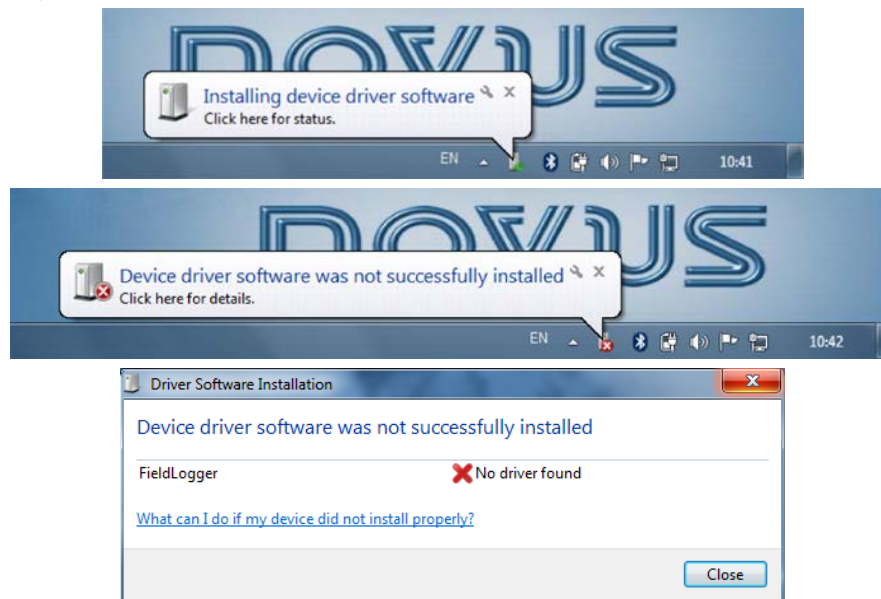 NOVUS
Installing device driver software
Click here for status.
EN 10:41
NOVUS
Device driver software was not successfully installed
Click here for details.
EN 10:42
Driver Software Installation
Device driver software was not successfully installed
FieldLogger No driver found
What can I do if my device did not install properly?
Close